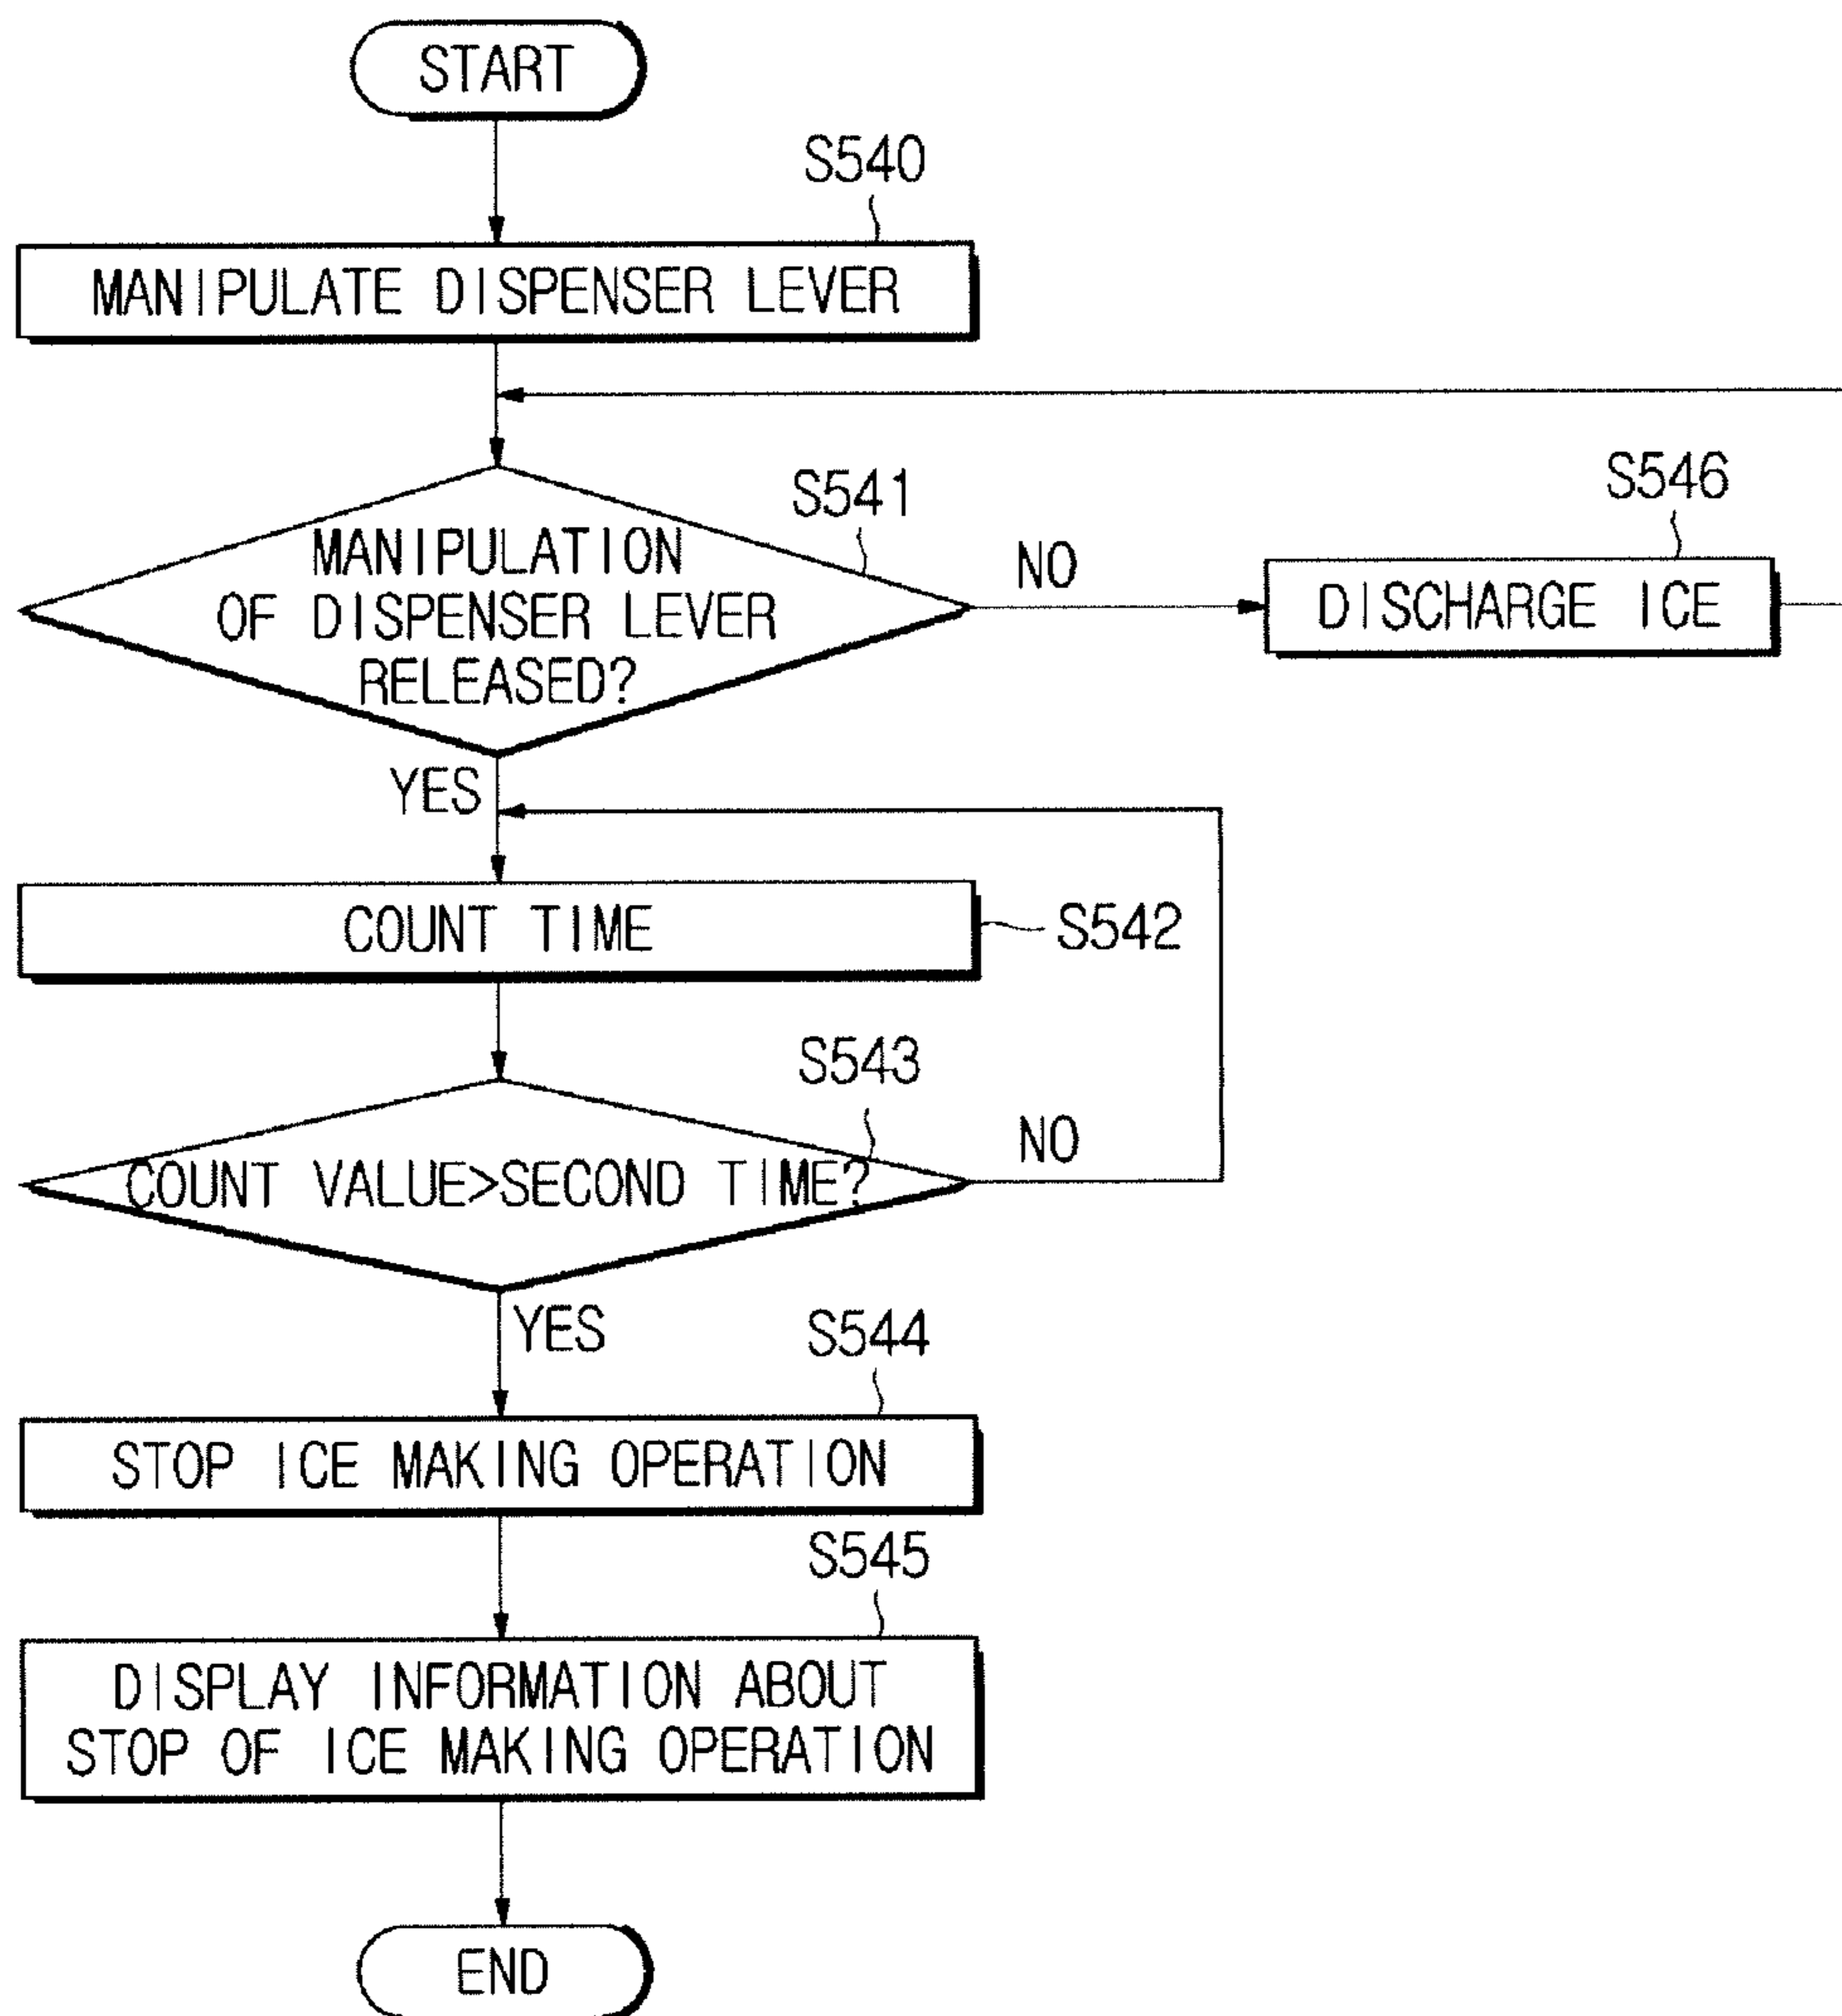 START
S540
MANIPULATE DISPENSER LEVER
S541
MANIPULATION
OF DISPENSER LEVER
RELEASED?
NO
S546
DISCHARGE ICE
YES
COUNT TIME
S542
S543
COUNT VALUE>SECOND TIME?
NO
YES
S544
STOP ICE MAKING OPERATION
S545
DISPLAY INFORMATION ABOUT
STOP OF ICE MAKING OPERATION
END